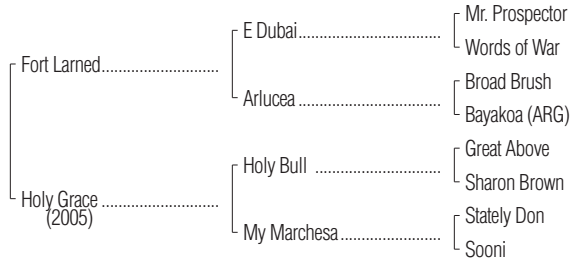 Mr. Prospector
E Dubai
Words of War
Fort Larned
Broad Brush
Arlucea
Bayakoa (ARG)
Great Above
Holy Bull
Sharon Brown
Holy Grace
(2005)
Stately Don
My Marchesa
Sooni